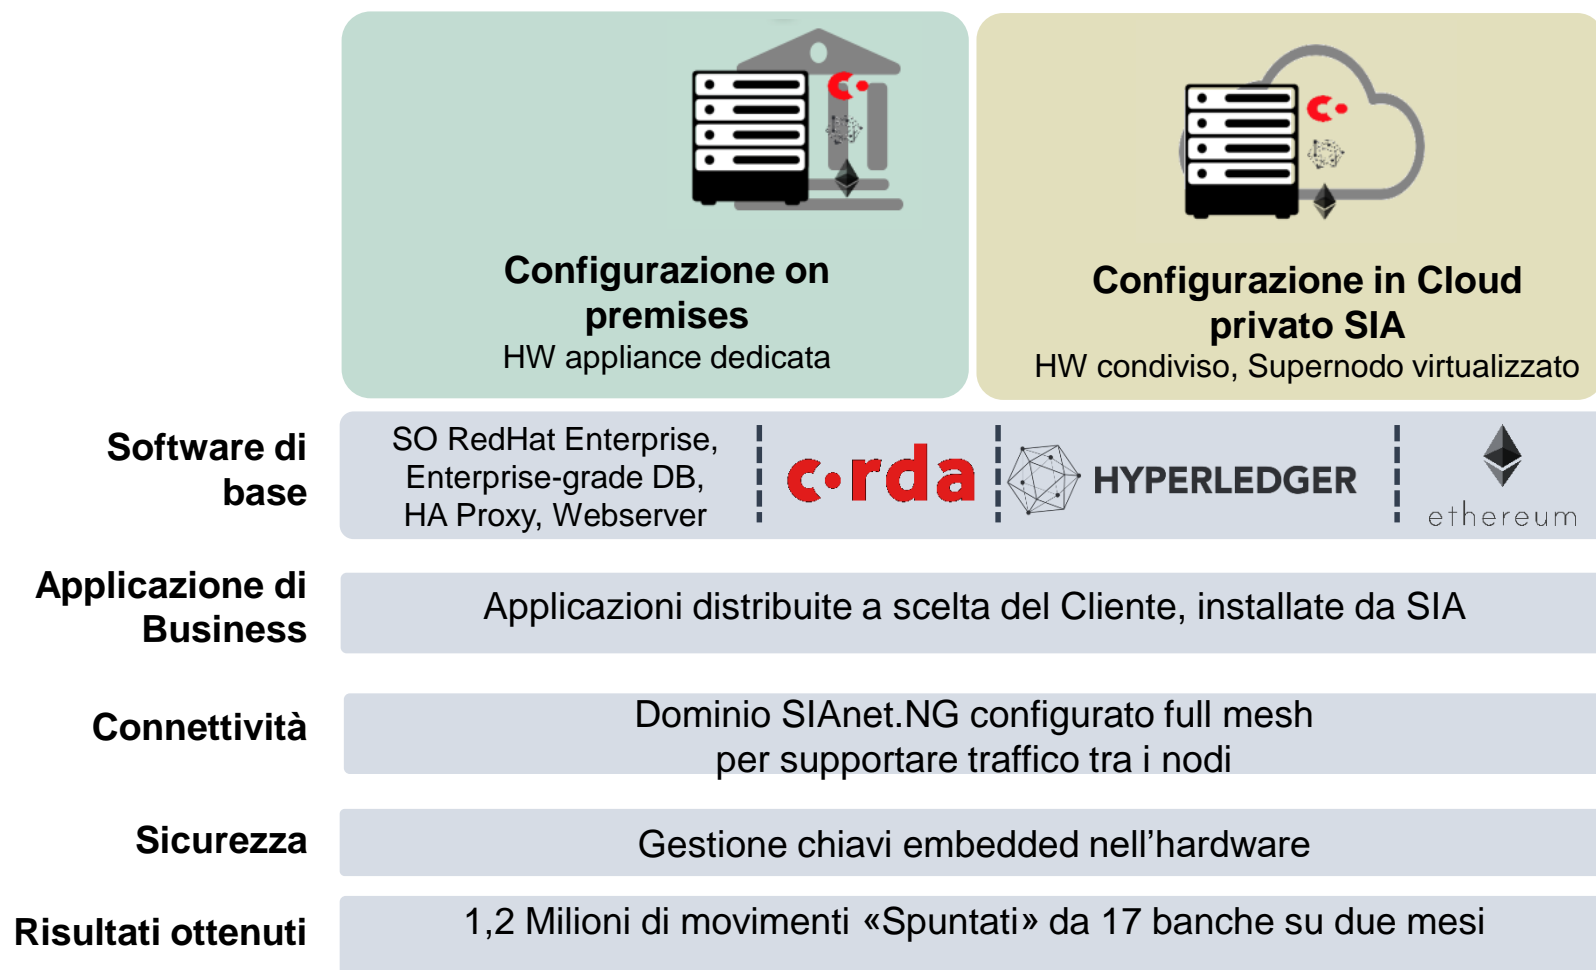 Configurazione on
premises
HW appliance dedicata
Configurazione in Cloud
privato SIA
HW condiviso, Supernodo virtualizzato
Software di
base
SO RedHat Enterprise,
Enterprise-grade DB,
HA Proxy, Webserver
c·rda
HYPERLEDGER
ethereum
Applicazione di
Business
Applicazioni distribuite a scelta del Cliente, installate da SIA
Connettività
Dominio SIAnet.NG configurato full mesh
per supportare traffico tra i nodi
Sicurezza
Gestione chiavi embedded nell’hardware
Risultati ottenuti
1,2 Milioni di movimenti «Spuntati» da 17 banche su due mesi